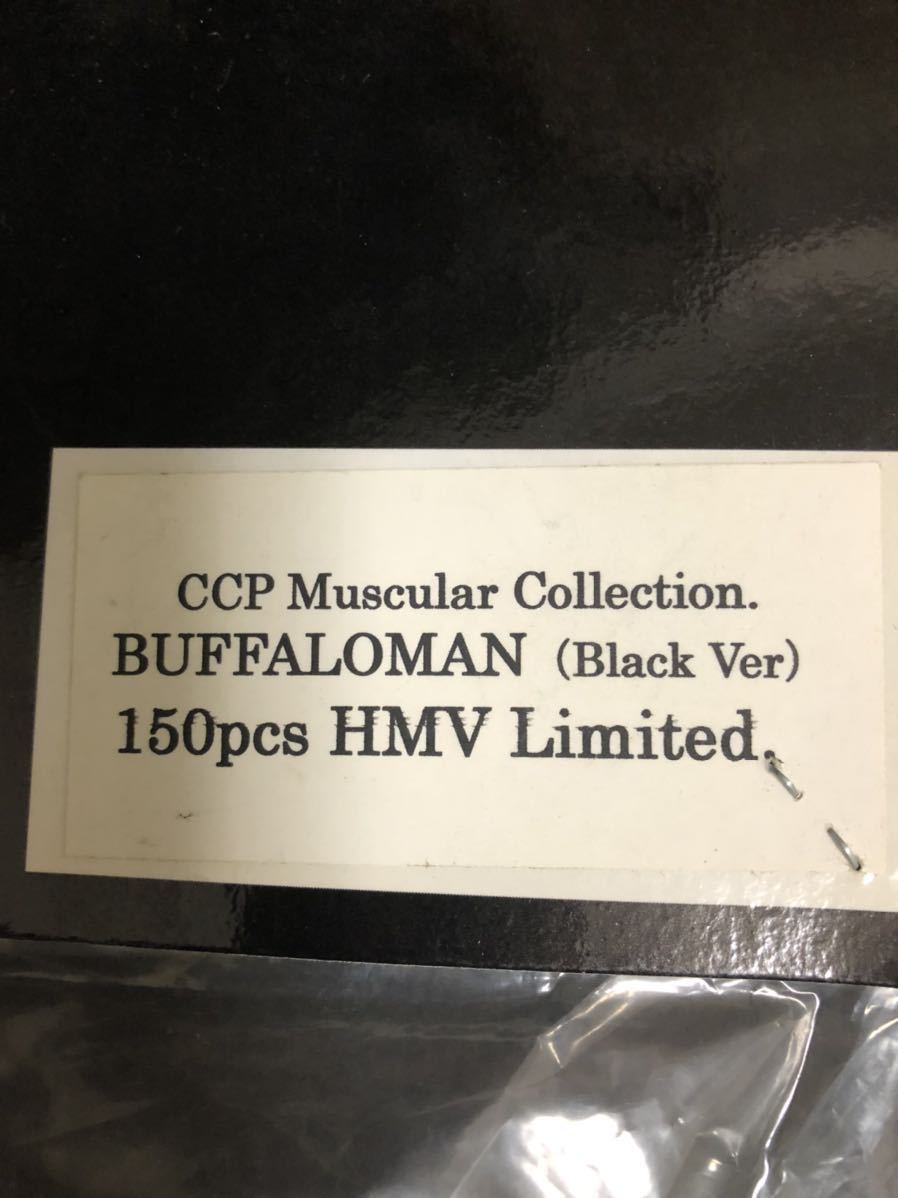 CCP Muscular Collection.
BUFFALOMAN (Black Ver)
150pcs HMV Limited.